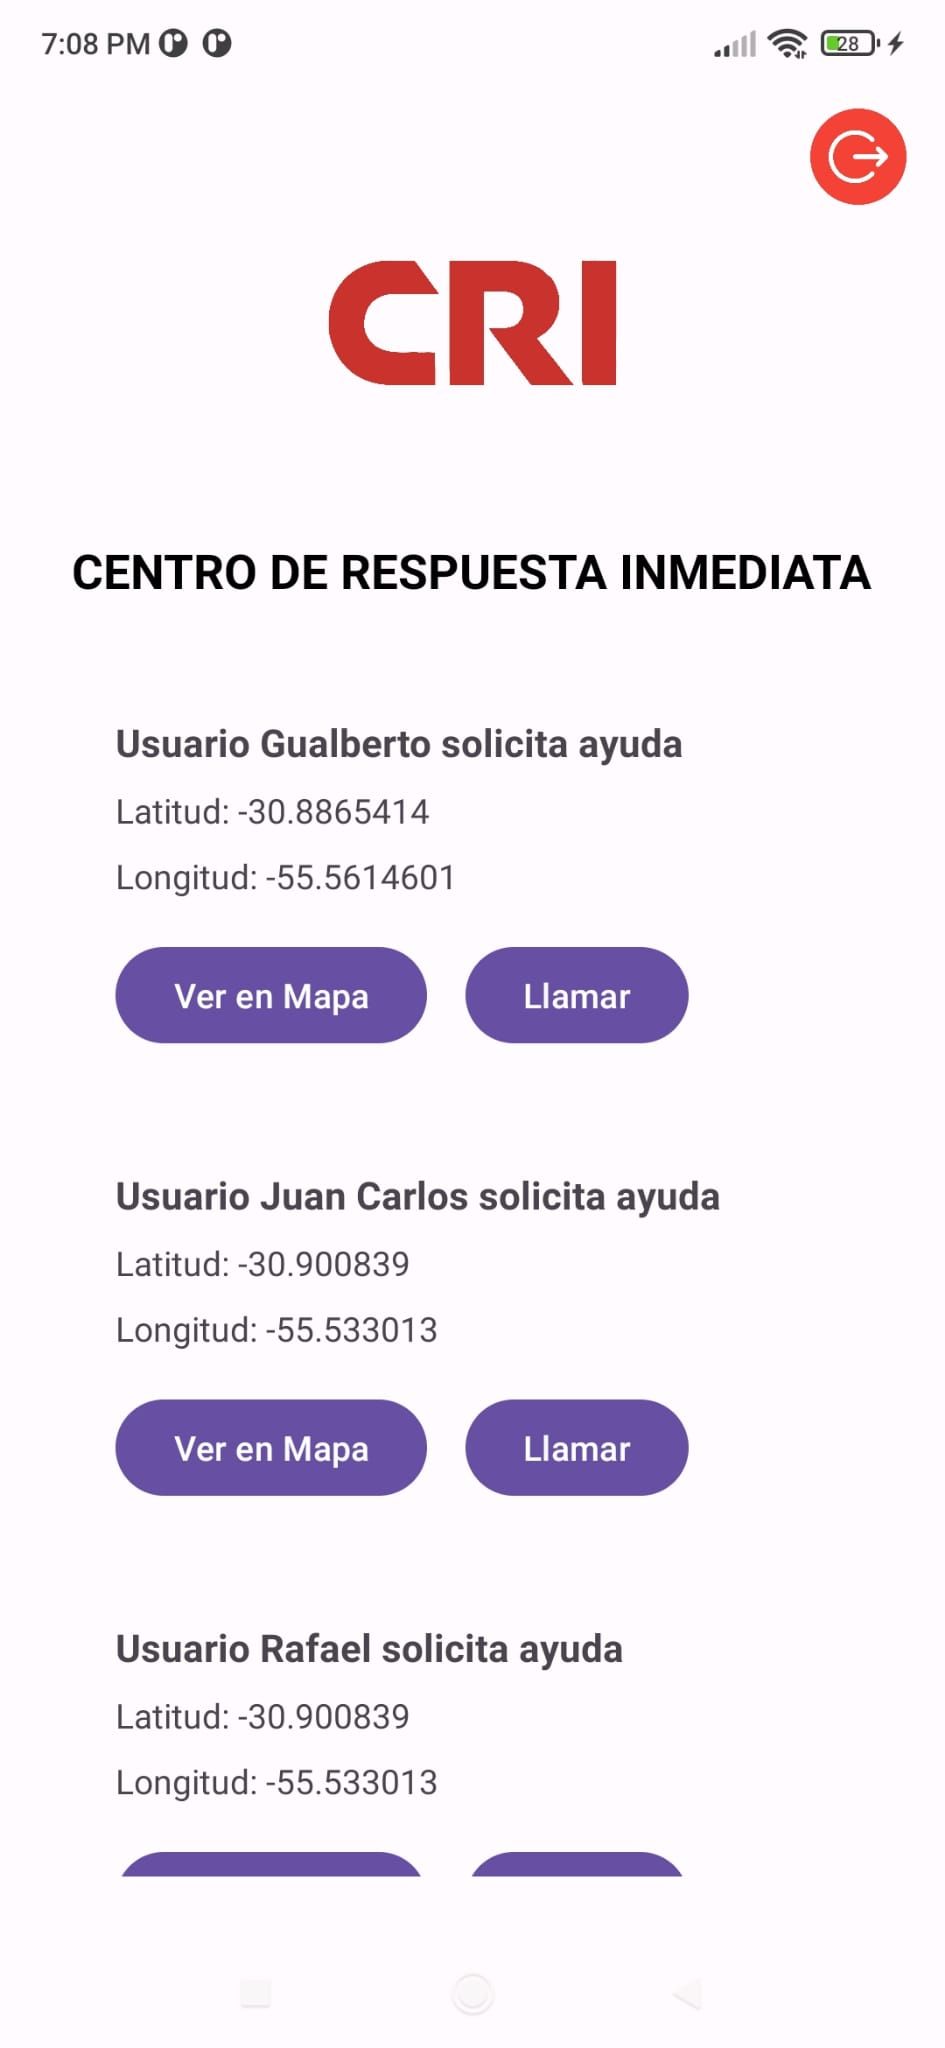 7:08 PM
28
CRI
CENTRO DE RESPUESTA INMEDIATA
Usuario Gualberto solicita ayuda
Latitud: -30.8865414
Longitud: -55.5614601
Ver en Mapa Llamar
Usuario Juan Carlos solicita ayuda
Latitud: -30.900839
Longitud: -55.533013
Ver en Mapa Llamar
Usuario Rafael solicita ayuda
Latitud: -30.900839
Longitud: -55.533013